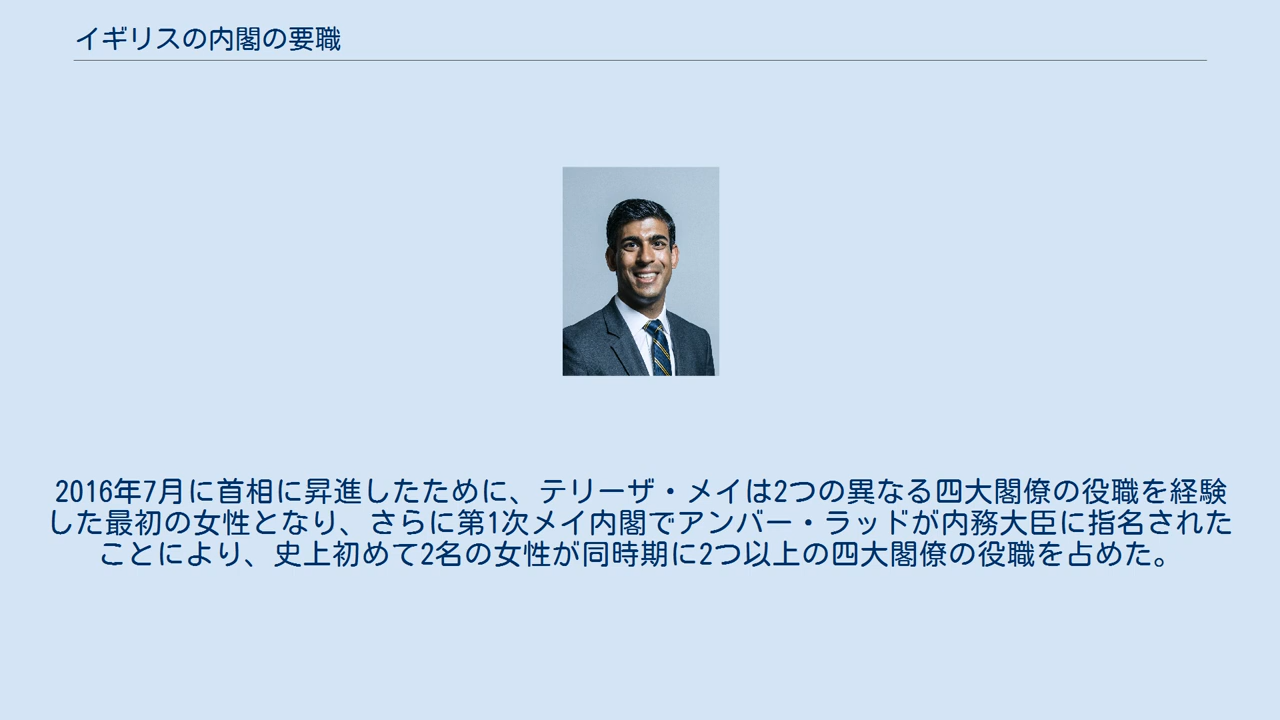 イギリスの内閣の要職
2016年7月に首相に昇進したために、テリーザ・メイは2つの異なる四大閣僚の役職を経験
した最初の女性となり、さらに第1次メイ内閣でアンバー・ラッドが内務大臣に指名された
ことにより、史上初めて2名の女性が同時期に2つ以上の四大閣僚の役職を占めた。